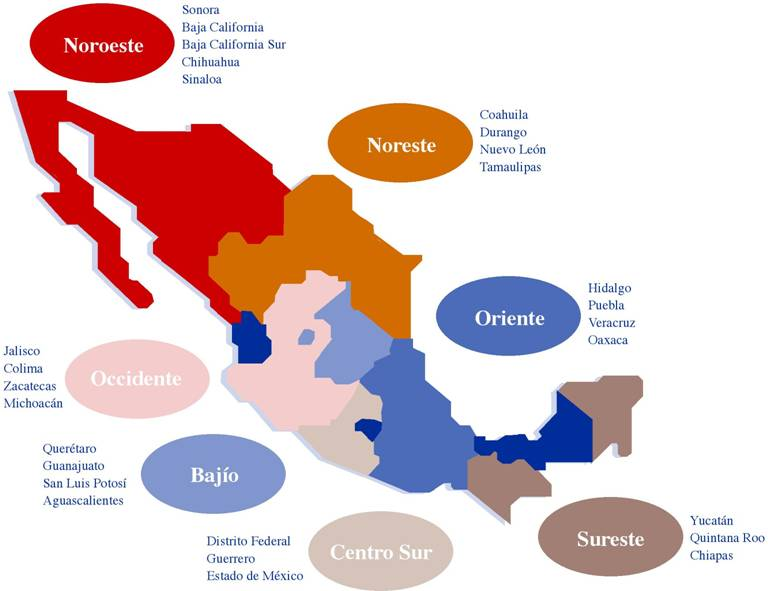 Noroeste
Sonora
Baja California
Baja California Sur
Chihuahua
Sinaloa
Noreste
Coahuila
Durango
Nuevo León
Tamaulipas
Oriente
Hidalgo
Puebla
Veracruz
Oaxaca
Jalisco
Colima
Zacatecas
Michoacán
Occidente
Querétaro
Guanajuato
San Luis Potosí
Aguascalientes
Bajío
Distrito Federal
Guerrero
Estado de México
Centro Sur
Sureste
Yucatán
Quintana Roo
Chiapas